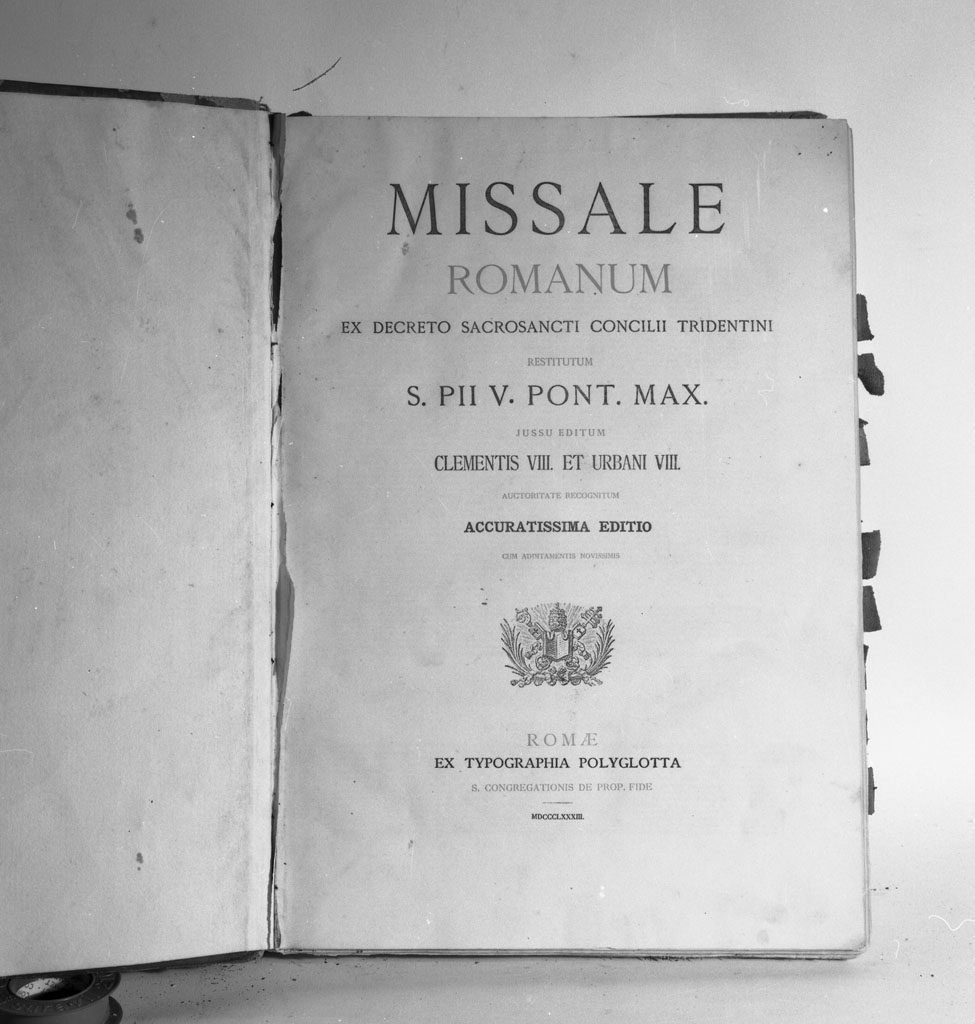 MISSALE
ROMANUM
EX DECRETO SACROSANCTI CONCILII TRIDENTINI
RESTITUTUM
S. PII V. PONT. MAX.
JUSSU EDITUM
CLEMENTIS VIII. ET URBANI VIII.
AUCTORITATE RECOGNITUM
ACCURATISSIMA EDITIO
CUM ADDITAMENTIS NOVISSIMIS
ROMÆ
EX TYPOGRAPHIA POLYGLOTTA
S. CONGREGATIONIS DE PROP. FIDE
MDCCCLXXXIII.